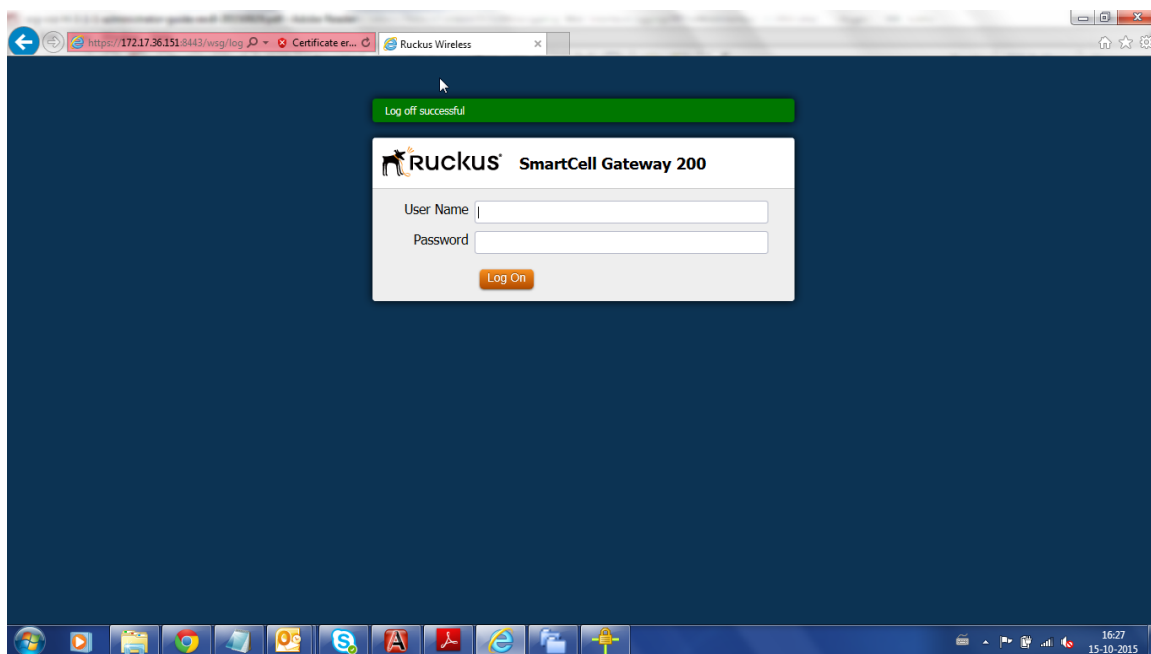 https://172.17.36.151:8443/wsg/log
Certificate er...
Ruckus Wireless
Log off successful
RUCKUS SmartCell Gateway 200
User Name
Password
Log On
16:27
15-10-2015